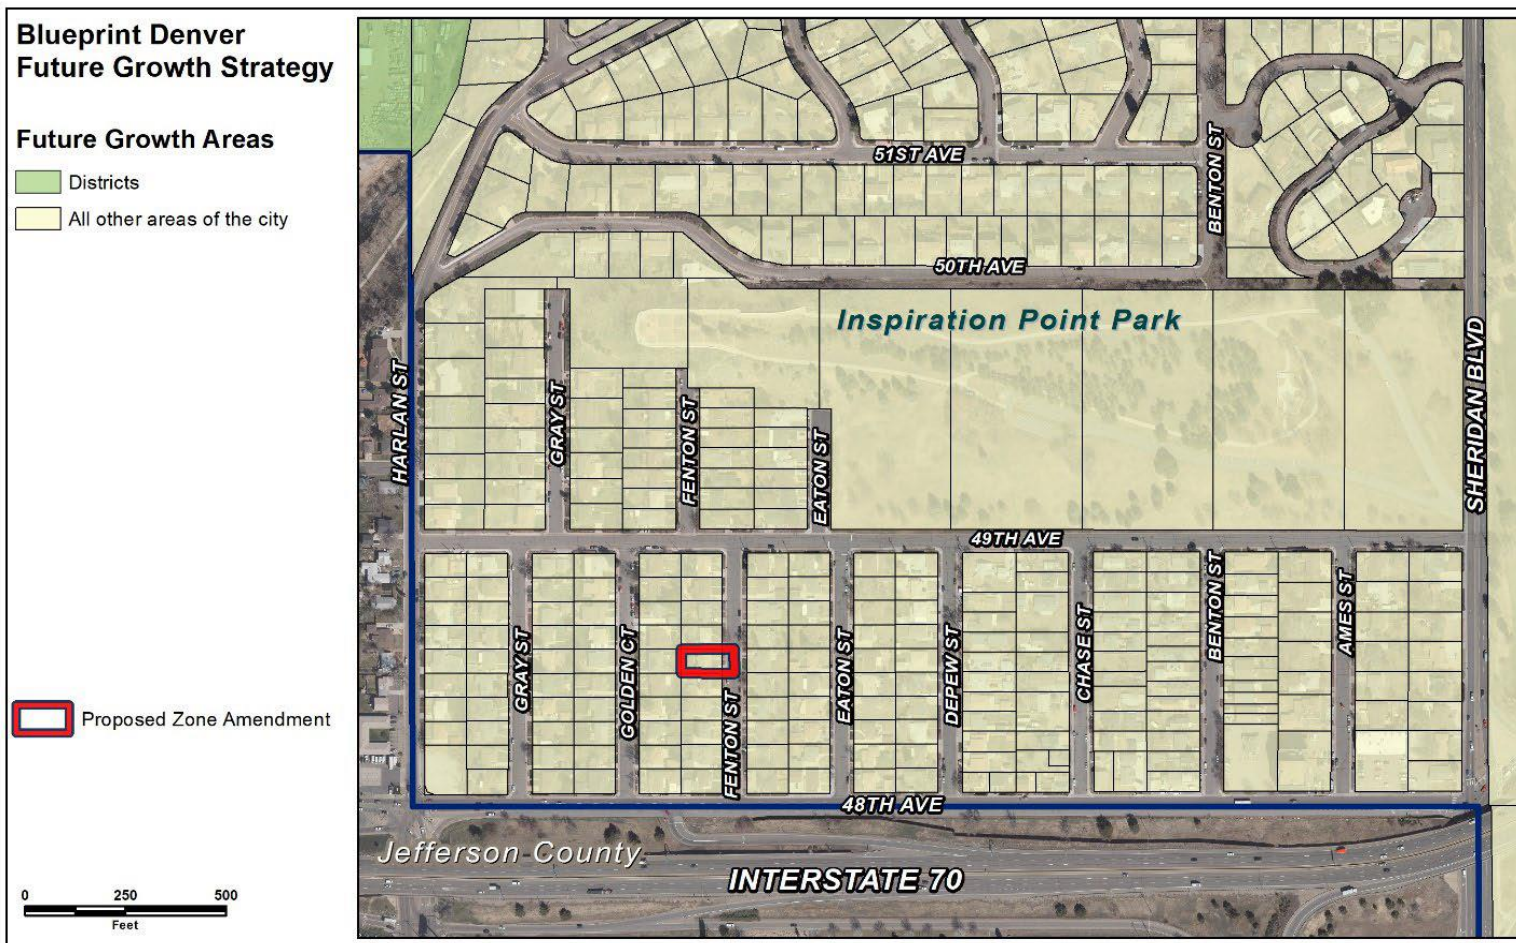 Blueprint Denver
Future Growth Strategy
Future Growth Areas
Districts
All other areas of the city
Proposed Zone Amendment
0 250 500
Feet
51ST AVE
BENTON ST
50TH AVE
Inspiration Point Park
HARLAN ST
GRAY ST
FENTON ST
EATON ST
SHERIDAN BLVD
49TH AVE
GRAY ST
GOLDEN CT
FENTON ST
EATON ST
DEPEW ST
CHASE ST
BENTON ST
AMES ST
48TH AVE
Jefferson County
INTERSTATE 70